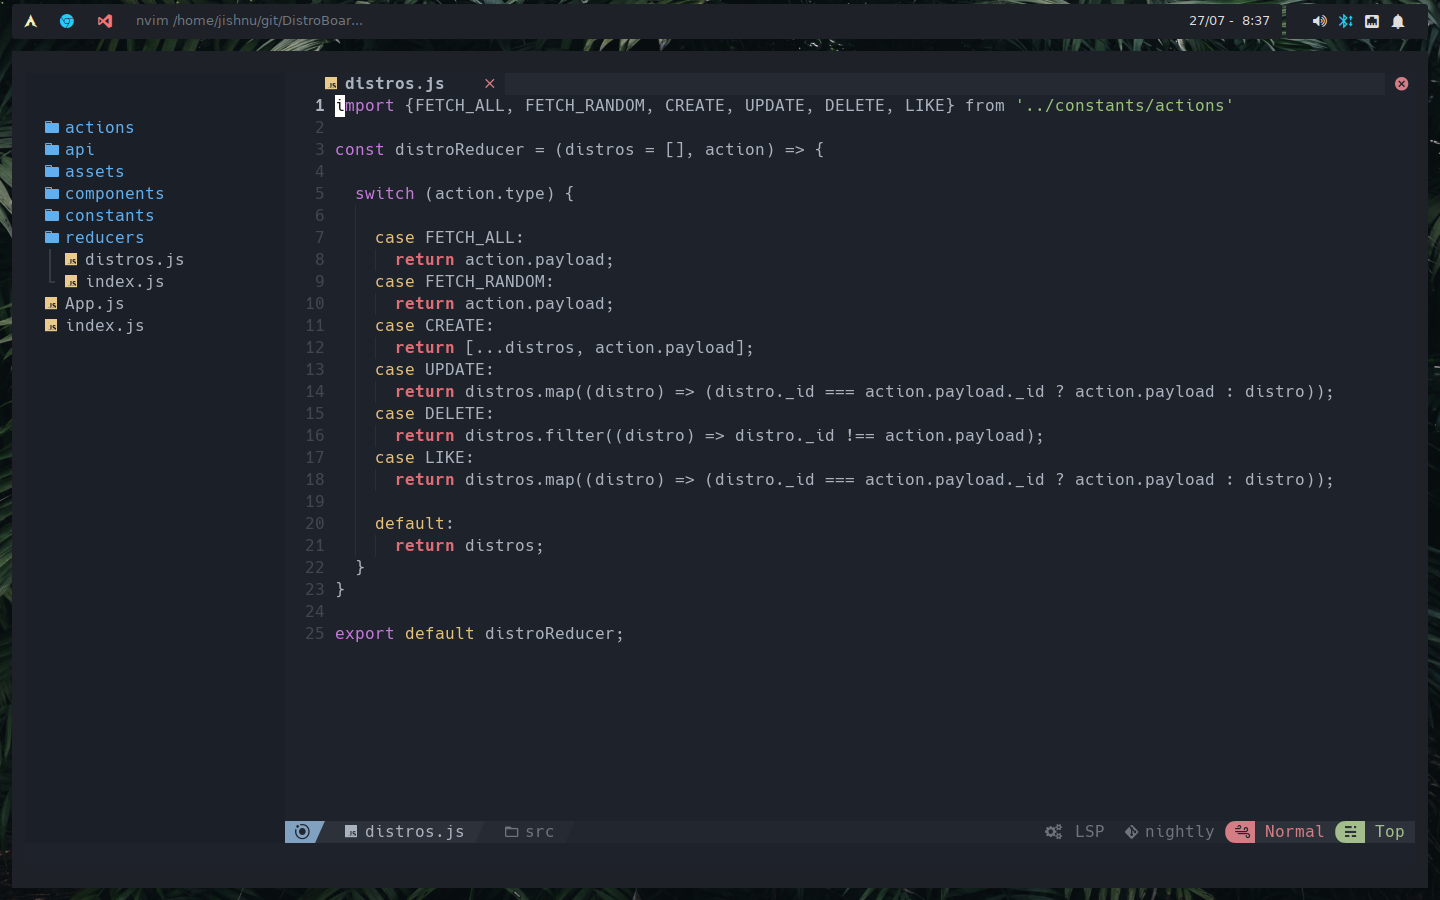 nvim /home/jishnu/git/DistroBoar...
27/07 - 8:37
actions
api
assets
components
constants
reducers
distros.js
index.js
App.js
index.js
distros.js ×
1 import {FETCH_ALL, FETCH_RANDOM, CREATE, UPDATE, DELETE, LIKE} from '../constants/actions'
2
3 const distroReducer = (distros = [], action) => {
4
5 switch (action.type) {
6
7 case FETCH_ALL:
8 return action.payload;
9 case FETCH_RANDOM:
10 return action.payload;
11 case CREATE:
12 return [...distros, action.payload];
13 case UPDATE:
14 return distros.map((distro) => (distro._id === action.payload._id ? action.payload : distro));
15 case DELETE:
16 return distros.filter((distro) => distro._id !== action.payload);
17 case LIKE:
18 return distros.map((distro) => (distro._id === action.payload._id ? action.payload : distro));
19
20 default:
21 return distros;
22 }
23 }
24
25 export default distroReducer;
distros.js src LSP nightly Normal Top